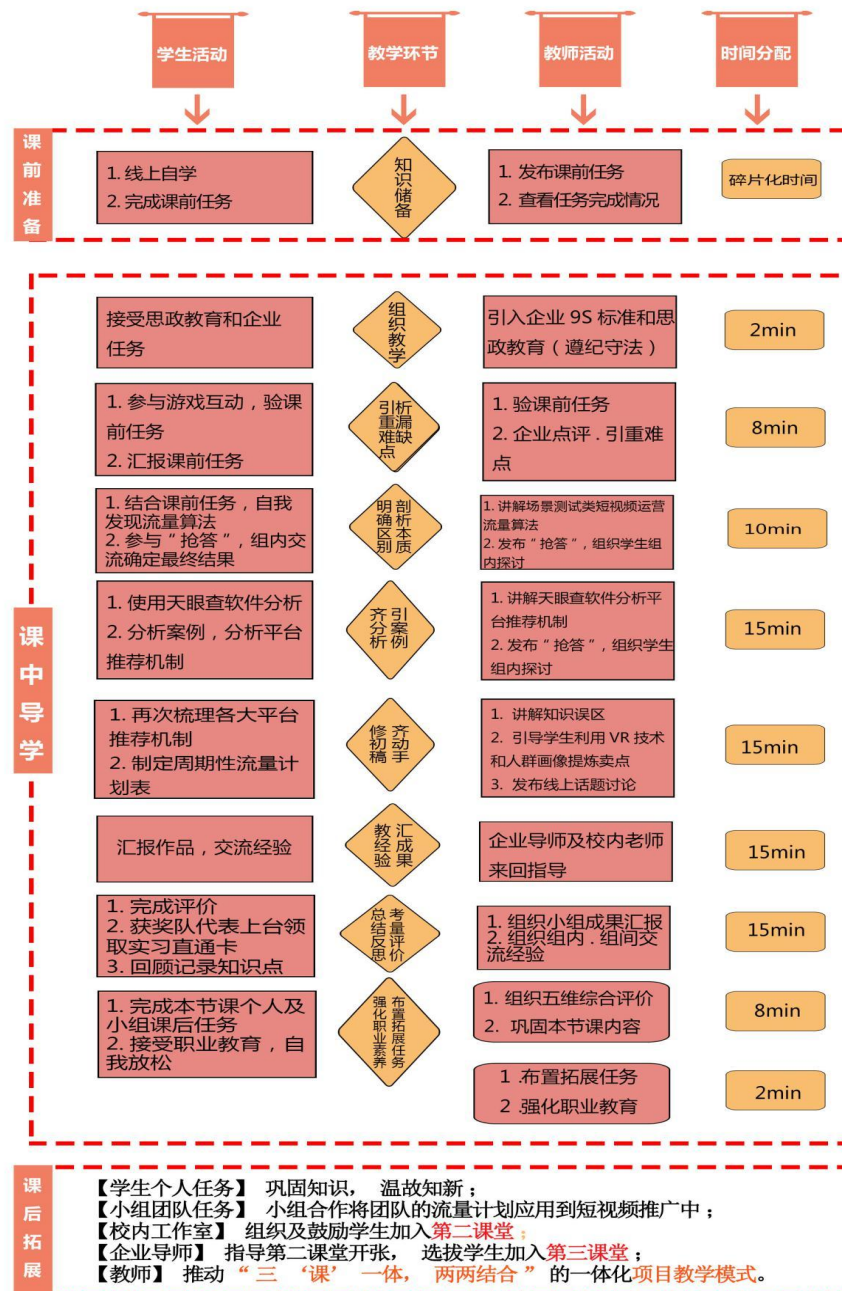 学生活动
教学环节
教师活动
时间分配
课前准备
1. 线上自学
2. 完成课前任务
知识储备
1. 发布课前任务
2. 查看任务完成情况
碎片化时间
课中导学
接受思政教育和企业
任务
组织教学
引入企业 9S 标准和思
政教育（遵纪守法）
2min
1. 参与游戏互动，验课
前任务
2. 汇报课前任务
析漏缺
引重难点
1. 验课前任务
2. 企业点评 . 引重难
点
8min
1. 结合课前任务，自我
发现流量算法
2. 参与“抢答”，组内交
流确定最终结果
剖析本质
明确区别
1. 讲解场景测试类短视频运营
流量算法
2. 发布“抢答”，组织学生组
内探讨
10min
1. 使用天眼查软件分析
2. 分析案例，分析平台
推荐机制
引案例
齐分析
1. 讲解天眼查软件分析平
台推荐机制
2. 发布“抢答”，组织学生
组内探讨
15min
1. 再次梳理各大平台
推荐机制
2. 制定周期性流量计
划表
齐动手
修初稿
1. 讲解知识误区
2. 引导学生利用 VR 技术
和人群画像提炼卖点
3. 发布线上话题讨论
15min
汇报作品，交流经验
汇成果
教经验
企业导师及校内老师
来回指导
15min
1. 完成评价
2. 获奖队代表上台领
取实习直通卡
3. 回顾记录知识点
考量评价
总结反思
1. 组织小组成果汇报
2. 组织组内 . 组间交
流经验
15min
1. 完成本节课个人及
小组课后任务
2. 接受职业教育，自
我放松
布置拓展任务
强化职业素养
1. 组织五维综合评价
2. 巩固本节课内容
8min
1 .布置拓展任务
2 .强化职业教育
2min
课后拓展
【学生个人任务】 巩固知识， 温故知新；
【小组团队任务】 小组合作将团队的流量计划应用到短视频推广中；
【校内工作室】 组织及鼓励学生加入第二课堂；
【企业导师】 指导第二课堂开张， 选拔学生加入第三课堂；
【教师】 推动 “ 三 ‘课’ 一体， 两两结合 ” 的一体化项目教学模式。